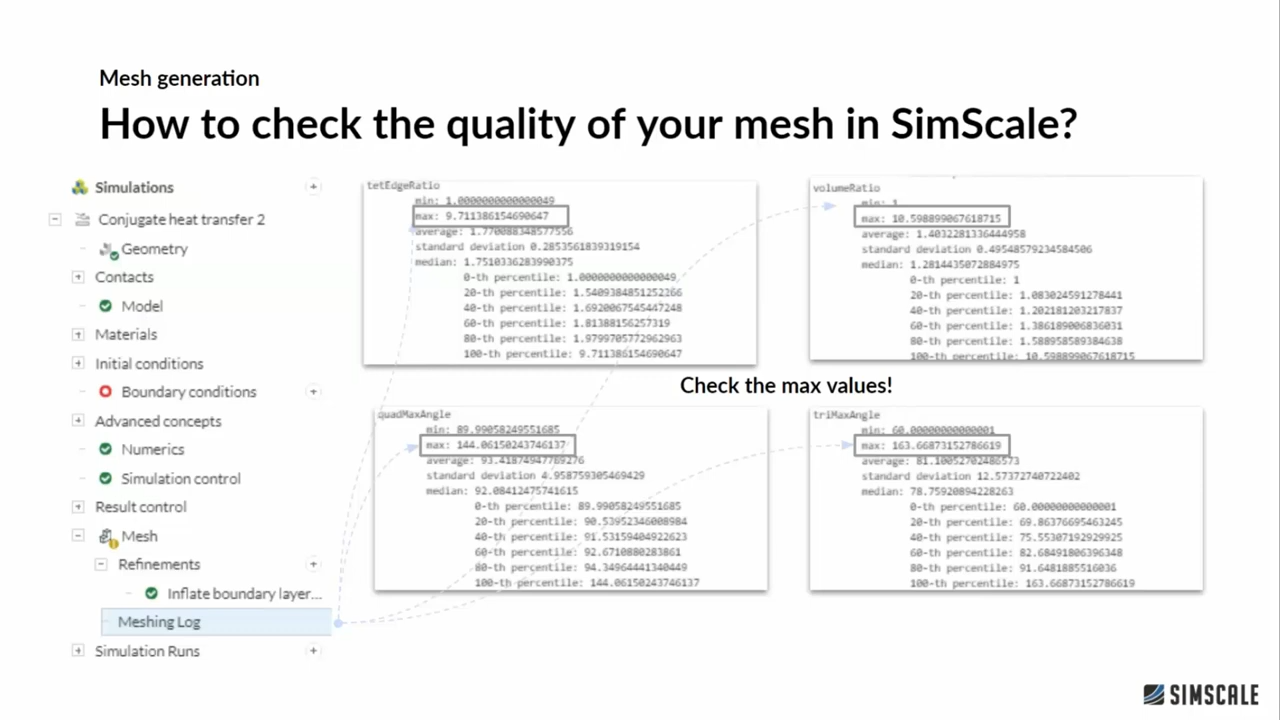 Mesh generation
How to check the quality of your mesh in SimScale?
Simulations
Conjugate heat transfer 2
Geometry
Contacts
Model
Materials
Initial conditions
Boundary conditions
Advanced concepts
Numerics
Simulation control
Result control
Mesh
Refinements
Inflate boundary layer...
Meshing Log
Simulation Runs
tetEdgeRatio
min: 1.0000000000000049
max: 9.711386154690647
average: 1.770088348577556
standard deviation 0.2853561839319154
median: 1.7510336283990375
0-th percentile: 1.0000000000000049
20-th percentile: 1.5409384851252266
40-th percentile: 1.6920067545447248
60-th percentile: 1.81388156257319
80-th percentile: 1.9799705772962963
100-th percentile: 9.711386154690647
volumeRatio
min: 1
max: 10.598899067618715
average: 1.4032281336444958
standard deviation 0.49548579234584506
median: 1.2814435072884975
0-th percentile: 1
20-th percentile: 1.083024591278441
40-th percentile: 1.202181203217837
60-th percentile: 1.386189006836031
80-th percentile: 1.588958589384638
100-th percentile: 10.598899067618715
Check the max values!
quadMaxAngle
min: 89.99058249551685
max: 144.06150243746137
average: 93.41874947769276
standard deviation 4.958759305469429
median: 92.08412475741615
0-th percentile: 89.99058249551685
20-th percentile: 90.53952346008984
40-th percentile: 91.53159404922623
60-th percentile: 92.6710880283861
80-th percentile: 94.34964441340449
100-th percentile: 144.06150243746137
triMaxAngle
min: 60.00000000000001
max: 163.66873152786619
average: 81.10052702486573
standard deviation 12.57372740722402
median: 78.75920894228263
0-th percentile: 60.0000000000001
20-th percentile: 69.86376695463245
40-th percentile: 75.55307192929925
60-th percentile: 82.68491806396348
80-th percentile: 91.6481885516036
100-th percentile: 163.66873152786619
SIMSCALE